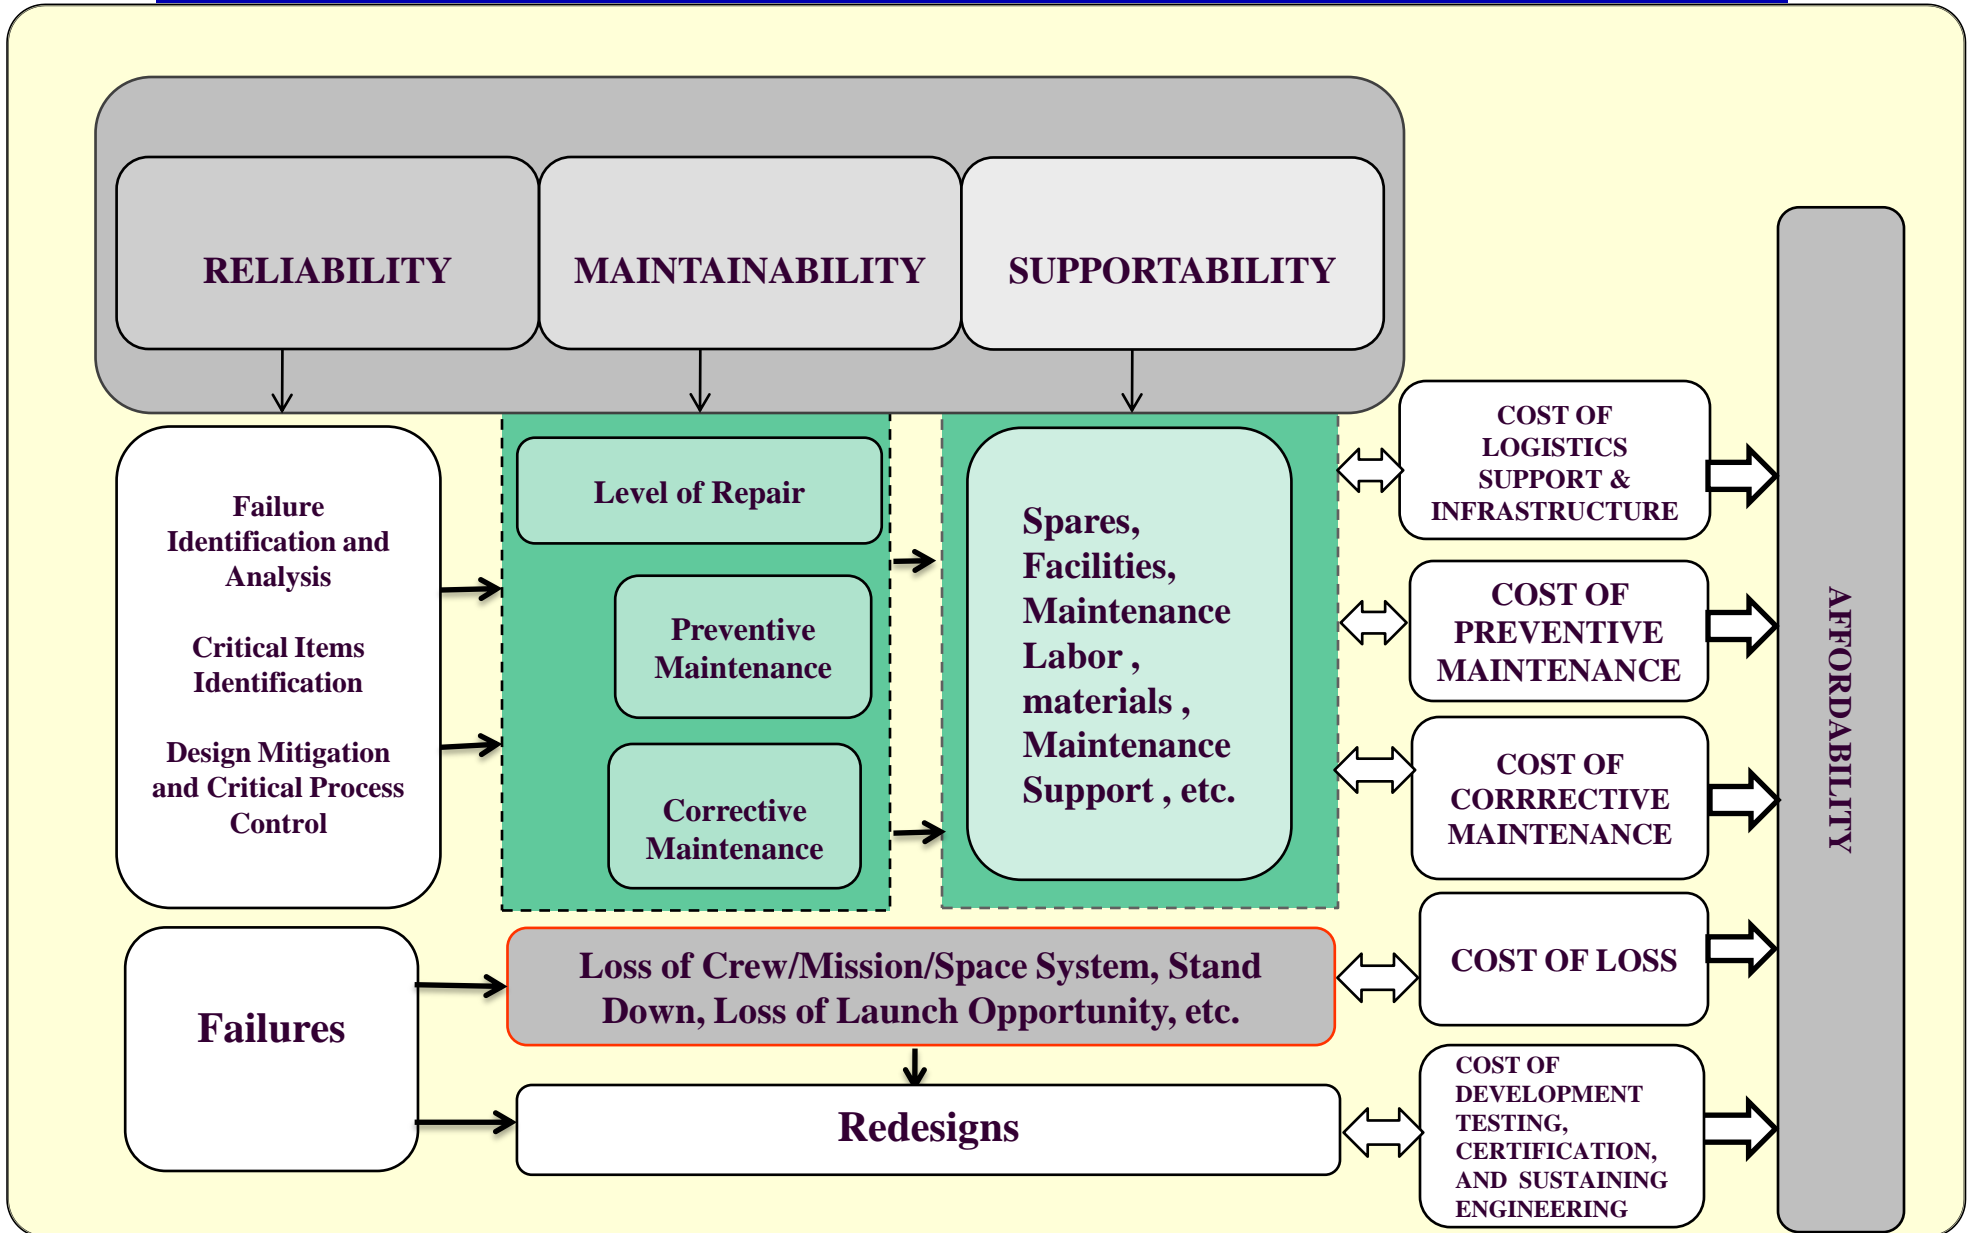 RELIABILITY
MAINTAINABILITY
SUPPORTABILITY
Failure
Identification and
Analysis
Critical Items
Identification
Design Mitigation
and Critical Process
Control
Level of Repair
Preventive
Maintenance
Corrective
Maintenance
Spares,
Facilities,
Maintenance
Labor ,
materials ,
Maintenance
Support , etc.
COST OF
LOGISTICS
SUPPORT &
INFRASTRUCTURE
COST OF
PREVENTIVE
MAINTENANCE
COST OF
CORRRECTIVE
MAINTENANCE
AFFORDABILITY
Failures
Loss of Crew/Mission/Space System, Stand
Down, Loss of Launch Opportunity, etc.
COST OF LOSS
Redesigns
COST OF
DEVELOPMENT
TESTING,
CERTIFICATION,
AND SUSTAINING
ENGINEERING